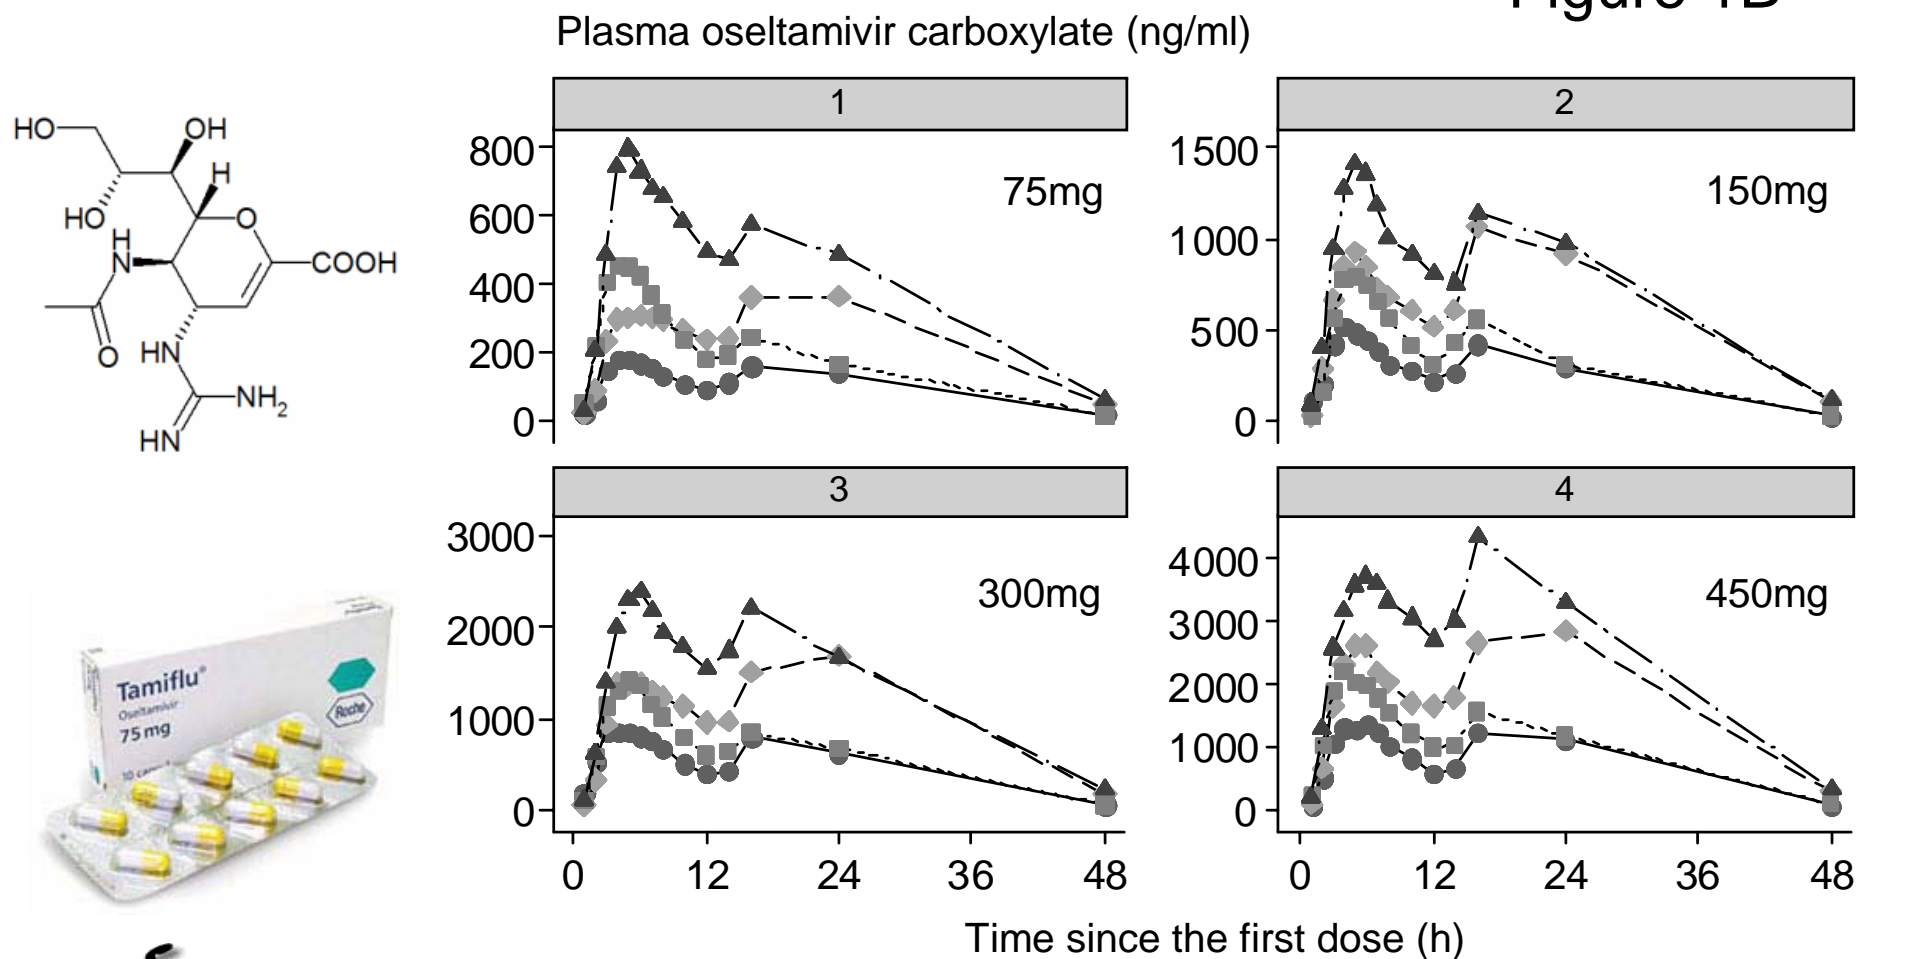 Plasma oseltamivir carboxylate (ng/ml)
HO
OH
H
HO
O
H
N
COOH
O
HN
NH2
HN
1
75mg
800
600
400
200
0
2
150mg
1500
1000
500
0
3
300mg
3000
2000
1000
0
0 12 24 36 48
4
450mg
4000
3000
2000
1000
0
0 12 24 36 48
Time since the first dose (h)
Tamiflu®
Oseltamivir
75 mg
Roche